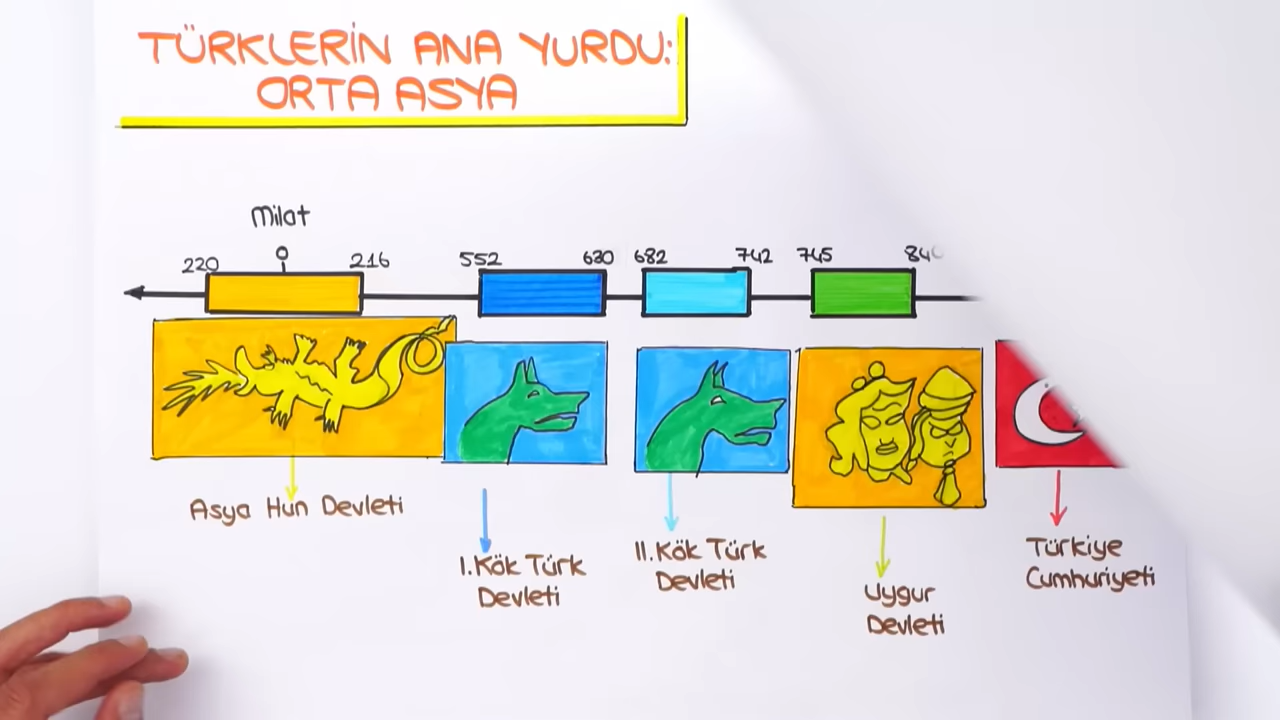 TÜRKLERİN ANA YURDU:
ORTA ASYA
Milat
0
220 216 552 630 682 742 745
Asya Hun Devleti
I. Kök Türk
Devleti
II. Kök Türk
Devleti
Uygur
Devleti
Türkiye
Cumhuriyeti